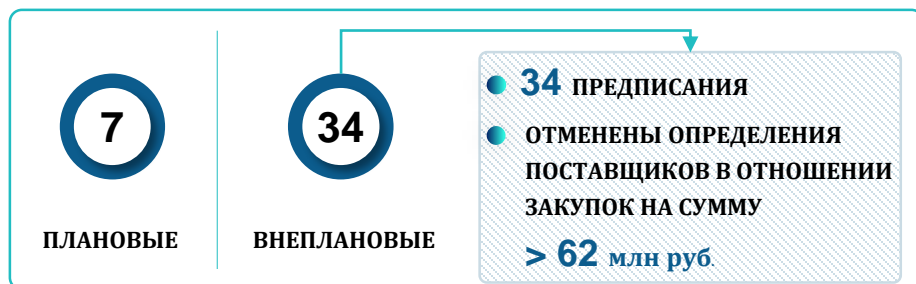 7
ПЛАНОВЫЕ
34
ВНЕПЛАНОВЫЕ
34 ПРЕДПИСАНИЯ
ОТМЕНЕНЫ ОПРЕДЕЛЕНИЯ
ПОСТАВЩИКОВ В ОТНОШЕНИИ
ЗАКУПОК НА СУММУ
> 62 млн руб.